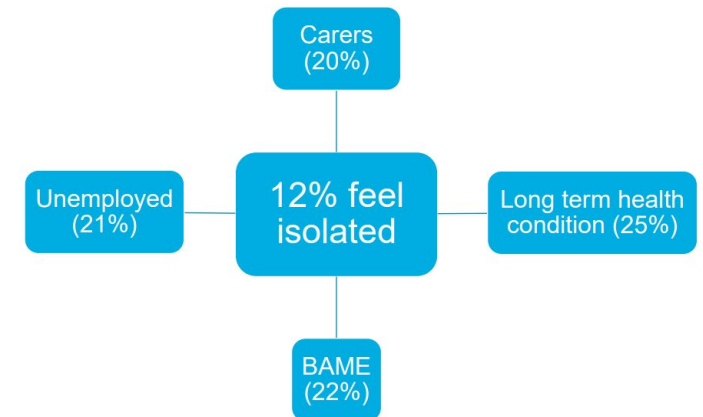 Carers
(20%)
Unemployed
(21%)
12% feel
isolated
Long term health
condition (25%)
BAME
(22%)